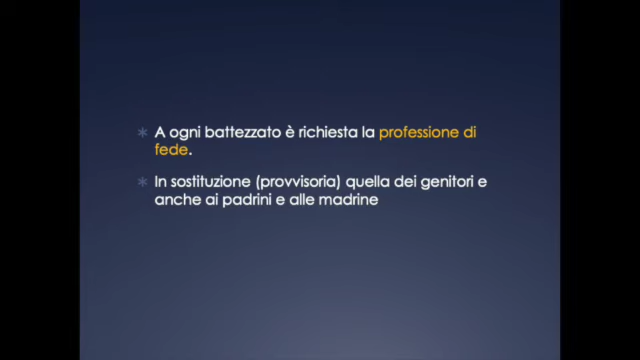 * A ogni battezzato è richiesta la professione di
fede.
* In sostituzione (provvisoria) quella dei genitori e
anche ai padrini e alle madrine